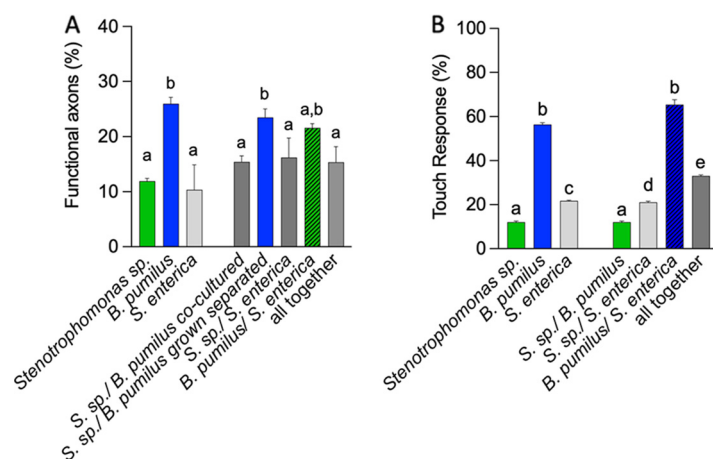 A
Functional axons (%)
40
30
20
10
0
a
b
a
a
b
a
a,b
a
Stenotrophomonas sp.
B. pumilus
S. enterica
S. sp./ B. pumilus co-cultured
S. sp./ B. pumilus grown separated
S. sp./ S. enterica
B. pumilus/ S. enterica
all together
B
Touch Response (%)
100
80
60
40
20
0
a
b
c
a
d
b
e
Stenotrophomonas sp.
B. pumilus
S. enterica
S. sp./ B. pumilus
S. sp./ S. enterica
B. pumilus/ S. enterica
all together